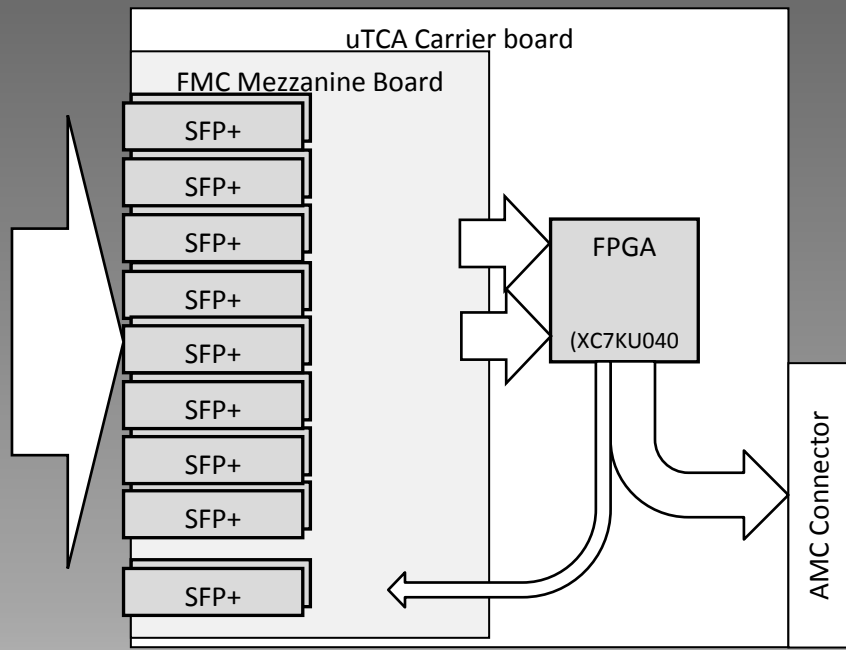 uTCA Carrier board
FMC Mezzanine Board
SFP+
SFP+
SFP+
SFP+
SFP+
SFP+
SFP+
SFP+
SFP+
FPGA
(XC7KU040
AMC Connector